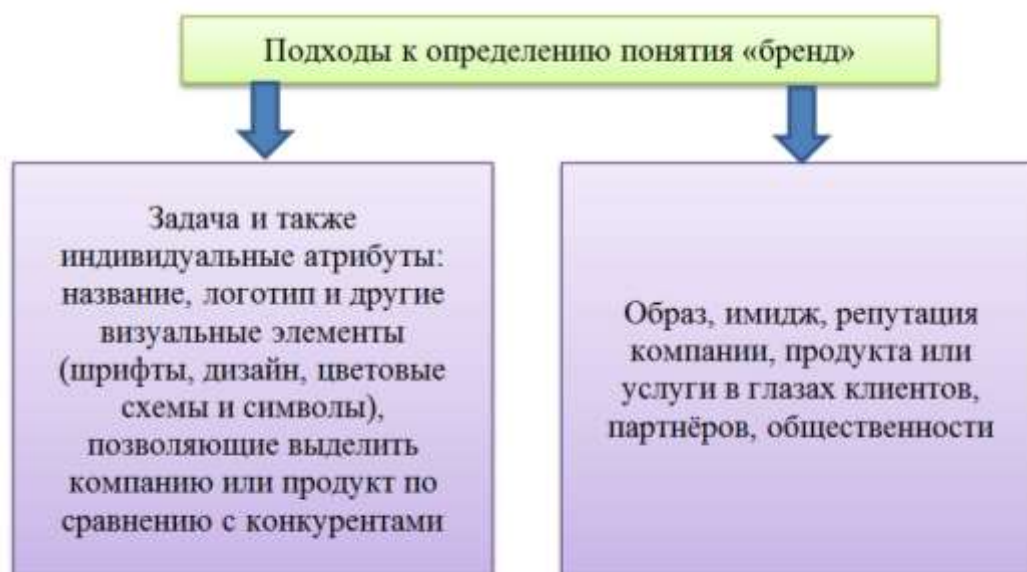 Подходы к определению понятия «бренд»
Задача и также
индивидуальные атрибуты:
название, логотип и другие
визуальные элементы
(шрифты, дизайн, цветовые
схемы и символы),
позволяющие выделить
компанию или продукт по
сравнению с конкурентами
Образ, имидж, репутация
компании, продукта или
услуги в глазах клиентов,
партнёров, общественности